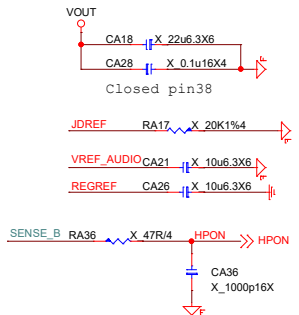 VOUT
CA18 X_22u6.3X6
CA28 X_0.1u16X4
Closed pin38
JDREF RA17 X_20K1%4
VREF_AUDIO CA21 X_10u6.3X6
REGREF CA26 X_10u6.3X6
SENSE_B RA36 X_47R/4 HPON HPON
CA36
X_1000p16X